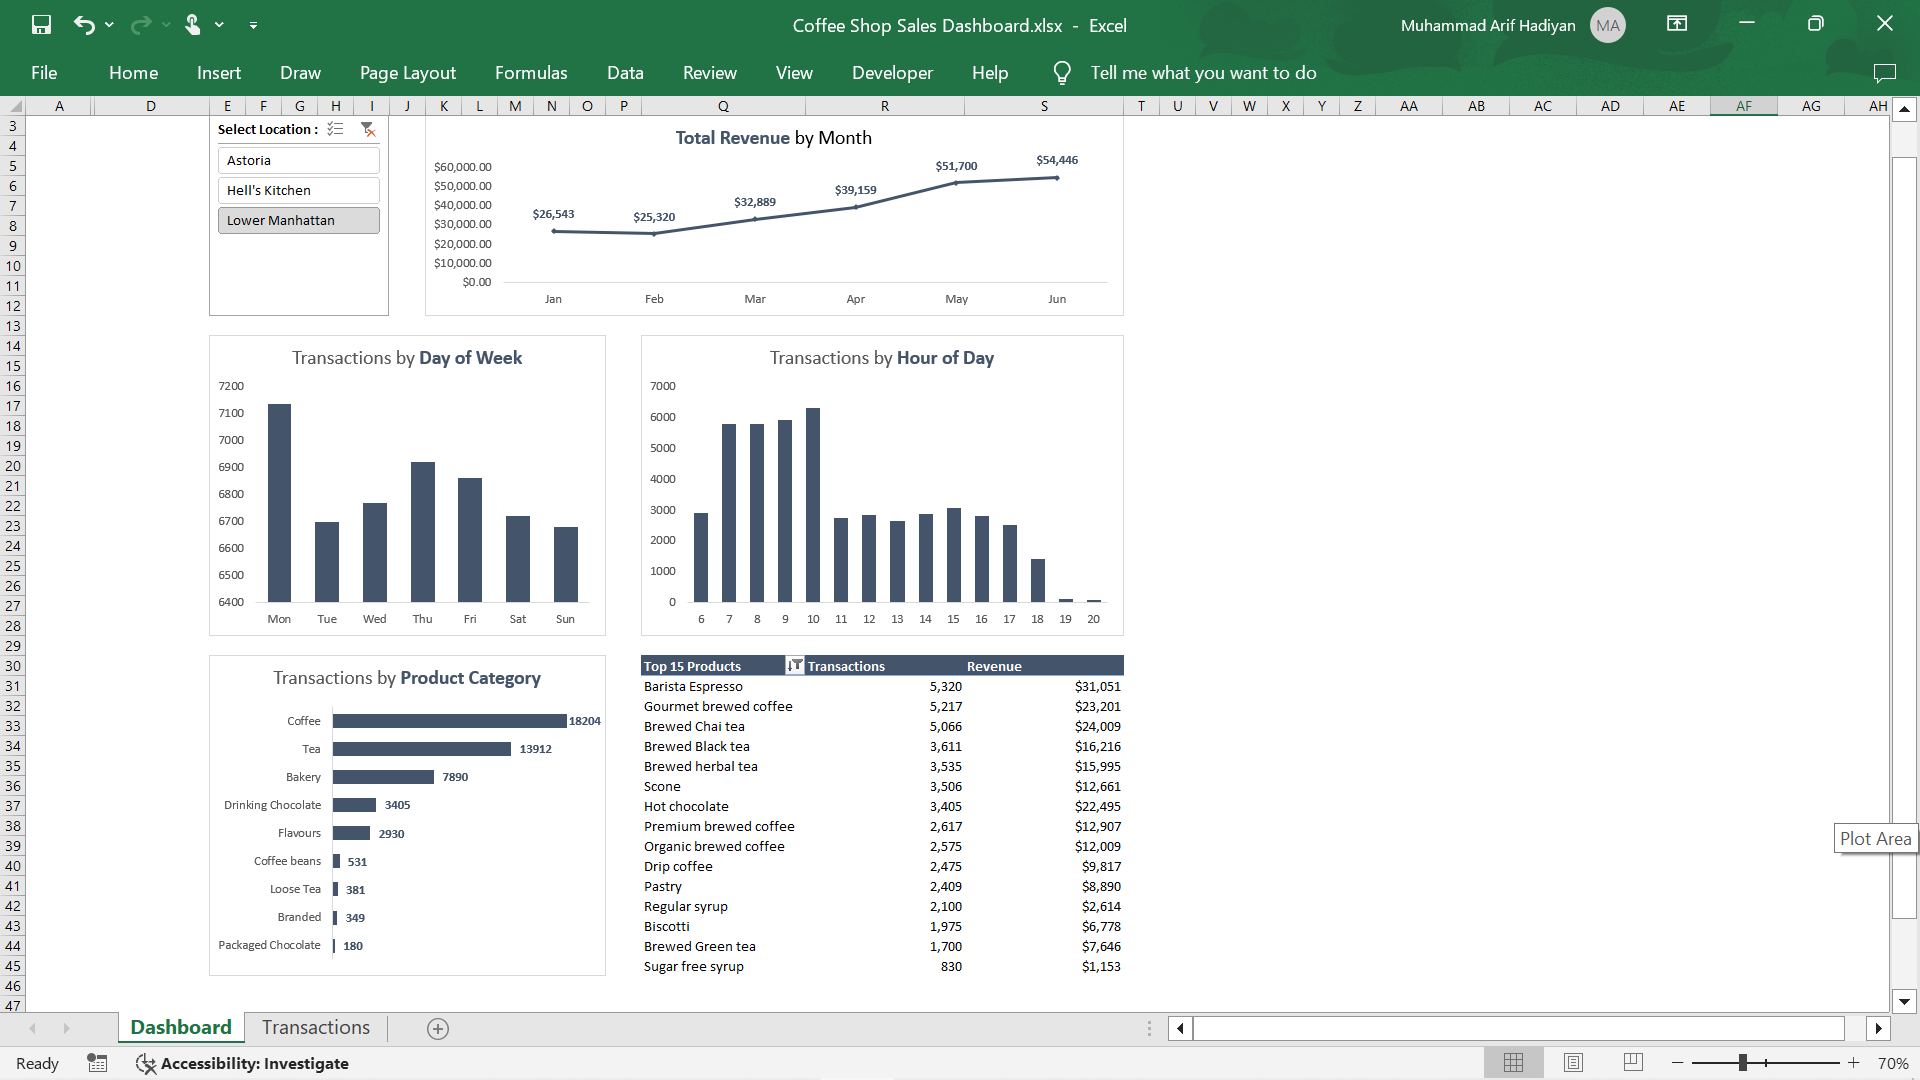 Coffee Shop Sales Dashboard.xlsx - Excel
Muhammad Arif Hadiyan MA
File Home Insert Draw Page Layout Formulas Data Review View Developer Help Tell me what you want to do
A D E F G H I J K L M N O P Q R S T U V W X Y Z AA AB AC AD AE AF AG AH
3
4
5
6
7
8
9
10
11
12
13
14
15
16
17
18
19
20
21
22
23
24
25
26
27
28
29
30
31
32
33
34
35
36
37
38
39
40
41
42
43
44
45
46
47
Select Location :
Astoria
Hell's Kitchen
Lower Manhattan
Total Revenue by Month
$60,000.00
$50,000.00
$40,000.00
$30,000.00
$20,000.00
$10,000.00
$0.00
$26,543 $25,320 $32,889 $39,159 $51,700 $54,446
Jan Feb Mar Apr May Jun
Transactions by Day of Week
7200
7100
7000
6900
6800
6700
6600
6500
6400
Mon Tue Wed Thu Fri Sat Sun
Transactions by Hour of Day
7000
6000
5000
4000
3000
2000
1000
0
6 7 8 9 10 11 12 13 14 15 16 17 18 19 20
Transactions by Product Category
Coffee 18204
Tea 13912
Bakery 7890
Drinking Chocolate 3405
Flavours 2930
Coffee beans 531
Loose Tea 381
Branded 349
Packaged Chocolate 180
Top 15 Products Transactions Revenue
Barista Espresso 5,320 $31,051
Gourmet brewed coffee 5,217 $23,201
Brewed Chai tea 5,066 $24,009
Brewed Black tea 3,611 $16,216
Brewed herbal tea 3,535 $15,995
Scone 3,506 $12,661
Hot chocolate 3,405 $22,495
Premium brewed coffee 2,617 $12,907
Organic brewed coffee 2,575 $12,009
Drip coffee 2,475 $9,817
Pastry 2,409 $8,890
Regular syrup 2,100 $2,614
Biscotti 1,975 $6,778
Brewed Green tea 1,700 $7,646
Sugar free syrup 830 $1,153
Plot Area
Dashboard Transactions
Ready Accessibility: Investigate 70%